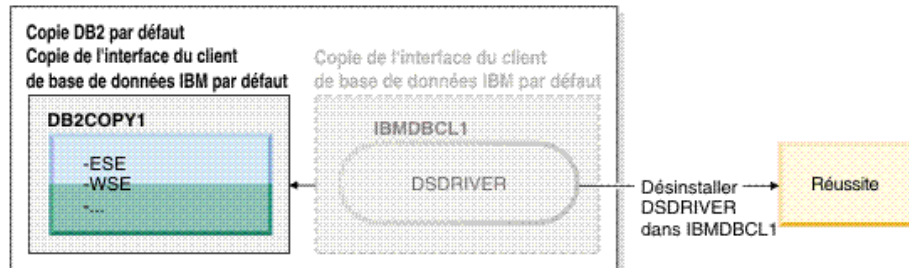 Copie DB2 par défaut
Copie de l'interface du client
de base de données IBM par défaut
DB2COPY1
-ESE
-WSE
-...
Copie de l'interface du client
de base de données IBM par défaut
IBMDBCL1
DSDRIVER
Désinstaller
DSDRIVER
dans IBMDBCL1
Réussite